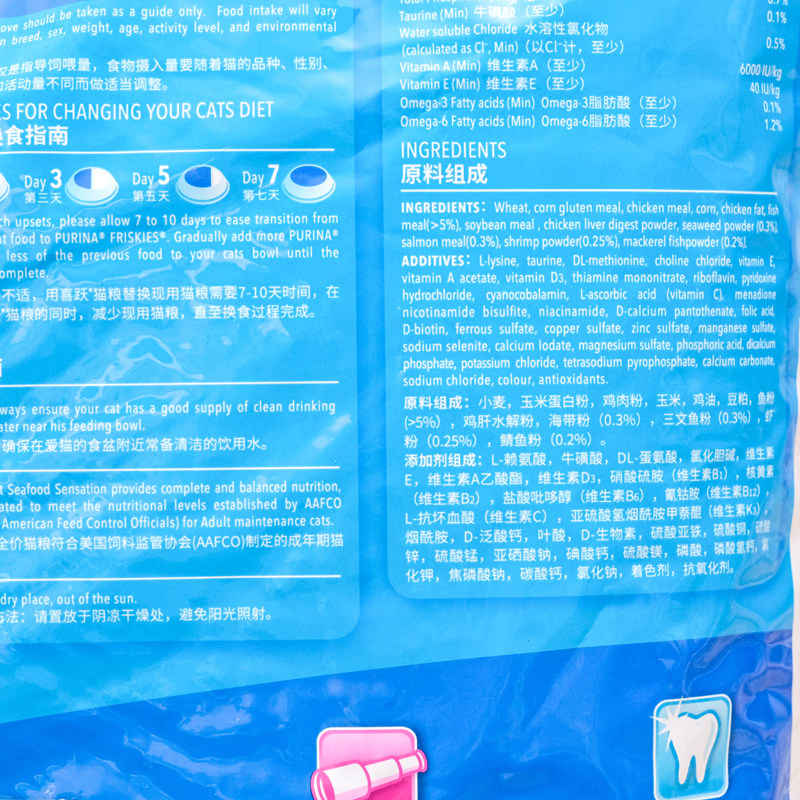 ove should be taken as a guide only. Food intake will vary
breed, sex, weight, age, activity level, and environmental
指导饲喂量，食物摄入量要随着猫的品种、性别、
活动量不同而做适当调整。
ES FOR CHANGING YOUR CATS DIET
换食指南
Day 3 Day 5 Day 7
第三天 第五天 第七天
ch upsets, please allow 7 to 10 days to ease transition from
food to PURINA® FRISKIES®. Gradually add more PURINA®
less of the previous food to your cats bowl until the
omplete.
不适，用喜跃®猫粮替换现用猫粮需要7-10天时间，在
猫粮的同时，减少现用猫粮，直至换食过程完成。
ways ensure your cat has a good supply of clean drinking
ater near his feeding bowl.
确保在爱猫的食盆附近常备清洁的饮用水。
Seafood Sensation provides complete and balanced nutrition,
ated to meet the nutritional levels established by AAFCO
American Feed Control Officials) for Adult maintenance cats.
全价猫粮符合美国饲料监管协会(AAFCO)制定的成年期猫
dry place, out of the sun.
方法：请置放于阴凉干燥处，避免阳光照射。
Taurine (Min) 牛磺酸（至少） 0.1%
Water soluble Chloride 水溶性氯化物
(calculated as Cl⁻, Min)（以Cl⁻计，至少） 0.5%
Vitamin A (Min) 维生素A（至少） 6000 IU/kg
Vitamin E (Min) 维生素E（至少） 40 IU/kg
Omega-3 Fatty acids (Min) Omega-3脂肪酸（至少） 0.1%
Omega-6 Fatty acids (Min) Omega-6脂肪酸（至少） 1.2%
INGREDIENTS
原料组成
INGREDIENTS: Wheat, corn gluten meal, chicken meal, corn, chicken fat, fish
meal(>5%), soybean meal , chicken liver digest powder, seaweed powder (0.3%),
salmon meal(0.3%), shrimp powder(0.25%), mackerel fishpowder (0.2%).
ADDITIVES: L-lysine, taurine, DL-methionine, choline chloride, vitamin E,
vitamin A acetate, vitamin D3, thiamine mononitrate, riboflavin, pyridoxine
hydrochloride, cyanocobalamin, L-ascorbic acid (vitamin C), menadione
nicotinamide bisulfite, niacinamide, D-calcium pantothenate, folic acid,
D-biotin, ferrous sulfate, copper sulfate, zinc sulfate, manganese sulfate,
sodium selenite, calcium Iodate, magnesium sulfate, phosphoric acid, dicalcium
phosphate, potassium chloride, tetrasodium pyrophosphate, calcium carbonate,
sodium chloride, colour, antioxidants.
原料组成：小麦，玉米蛋白粉，鸡肉粉，玉米，鸡油，豆粕，鱼粉
(>5%)，鸡肝水解粉，海带粉（0.3%），三文鱼粉（0.3%），虾
粉（0.25%），鲭鱼粉（0.2%）。
添加剂组成：L-赖氨酸，牛磺酸，DL-蛋氨酸，氯化胆碱，维生素
E，维生素A乙酸酯，维生素D₃，硝酸硫胺（维生素B₁），核黄素
（维生素B₂），盐酸吡哆醇（维生素B₆），氰钴胺（维生素B₁₂），
L-抗坏血酸（维生素C），亚硫酸氢烟酰胺甲萘醌（维生素K₃），
烟酰胺，D-泛酸钙，叶酸，D-生物素，硫酸亚铁，硫酸铜，硫酸
锌，硫酸锰，亚硒酸钠，碘酸钙，硫酸镁，磷酸，磷酸氢钙，氯
化钾，焦磷酸钠，碳酸钙，氯化钠，着色剂，抗氧化剂。